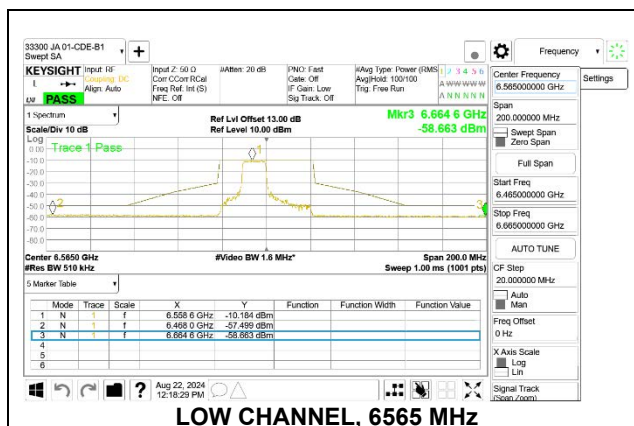 33300 JA 01-CDE-B1
Swept SA
Frequency
KEYSIGHT Input: RF
Coupling: DC
Align: Auto
Input Z: 50 Ω
Corr CCorr RCal
Freq Ref: Int (S)
NFE: Off
#Atten: 20 dB
PNO: Fast
Gate: Off
IF Gain: Low
Sig Track: Off
#Avg Type: Power (RMS)
Avg|Hold: 100/100
Trig: Free Run
1 2 3 4 5 6
A W W W W W
A N N N N N
L
PASS
1 Spectrum
Scale/Div 10 dB
Ref Lvl Offset 13.00 dB
Ref Level 10.00 dBm
Mkr3 6.664 6 GHz
-58.663 dBm
Log
Trace 1 Pass
0.00
-10.0
-20.0
-30.0
-40.0
-50.0
-60.0
-70.0
-80.0
1
2
3
Center 6.5650 GHz
#Res BW 510 kHz
#Video BW 1.6 MHz*
Span 200.0 MHz
Sweep 1.00 ms (1001 pts)
5 Marker Table
Mode Trace Scale X Y Function Function Width Function Value
1 N 1 f 6.558 6 GHz -10.184 dBm
2 N 1 f 6.468 0 GHz -57.499 dBm
3 N 1 f 6.664 6 GHz -58.663 dBm
4
5
6
Aug 22, 2024
12:18:29 PM
Center Frequency
6.565000000 GHz
Settings
Span
200.000000 MHz
Swept Span
Zero Span
Full Span
Start Freq
6.465000000 GHz
Stop Freq
6.665000000 GHz
AUTO TUNE
CF Step
20.000000 MHz
Auto
Man
Freq Offset
0 Hz
X Axis Scale
Log
Lin
Signal Track
(Span Zoom)
LOW CHANNEL, 6565 MHz